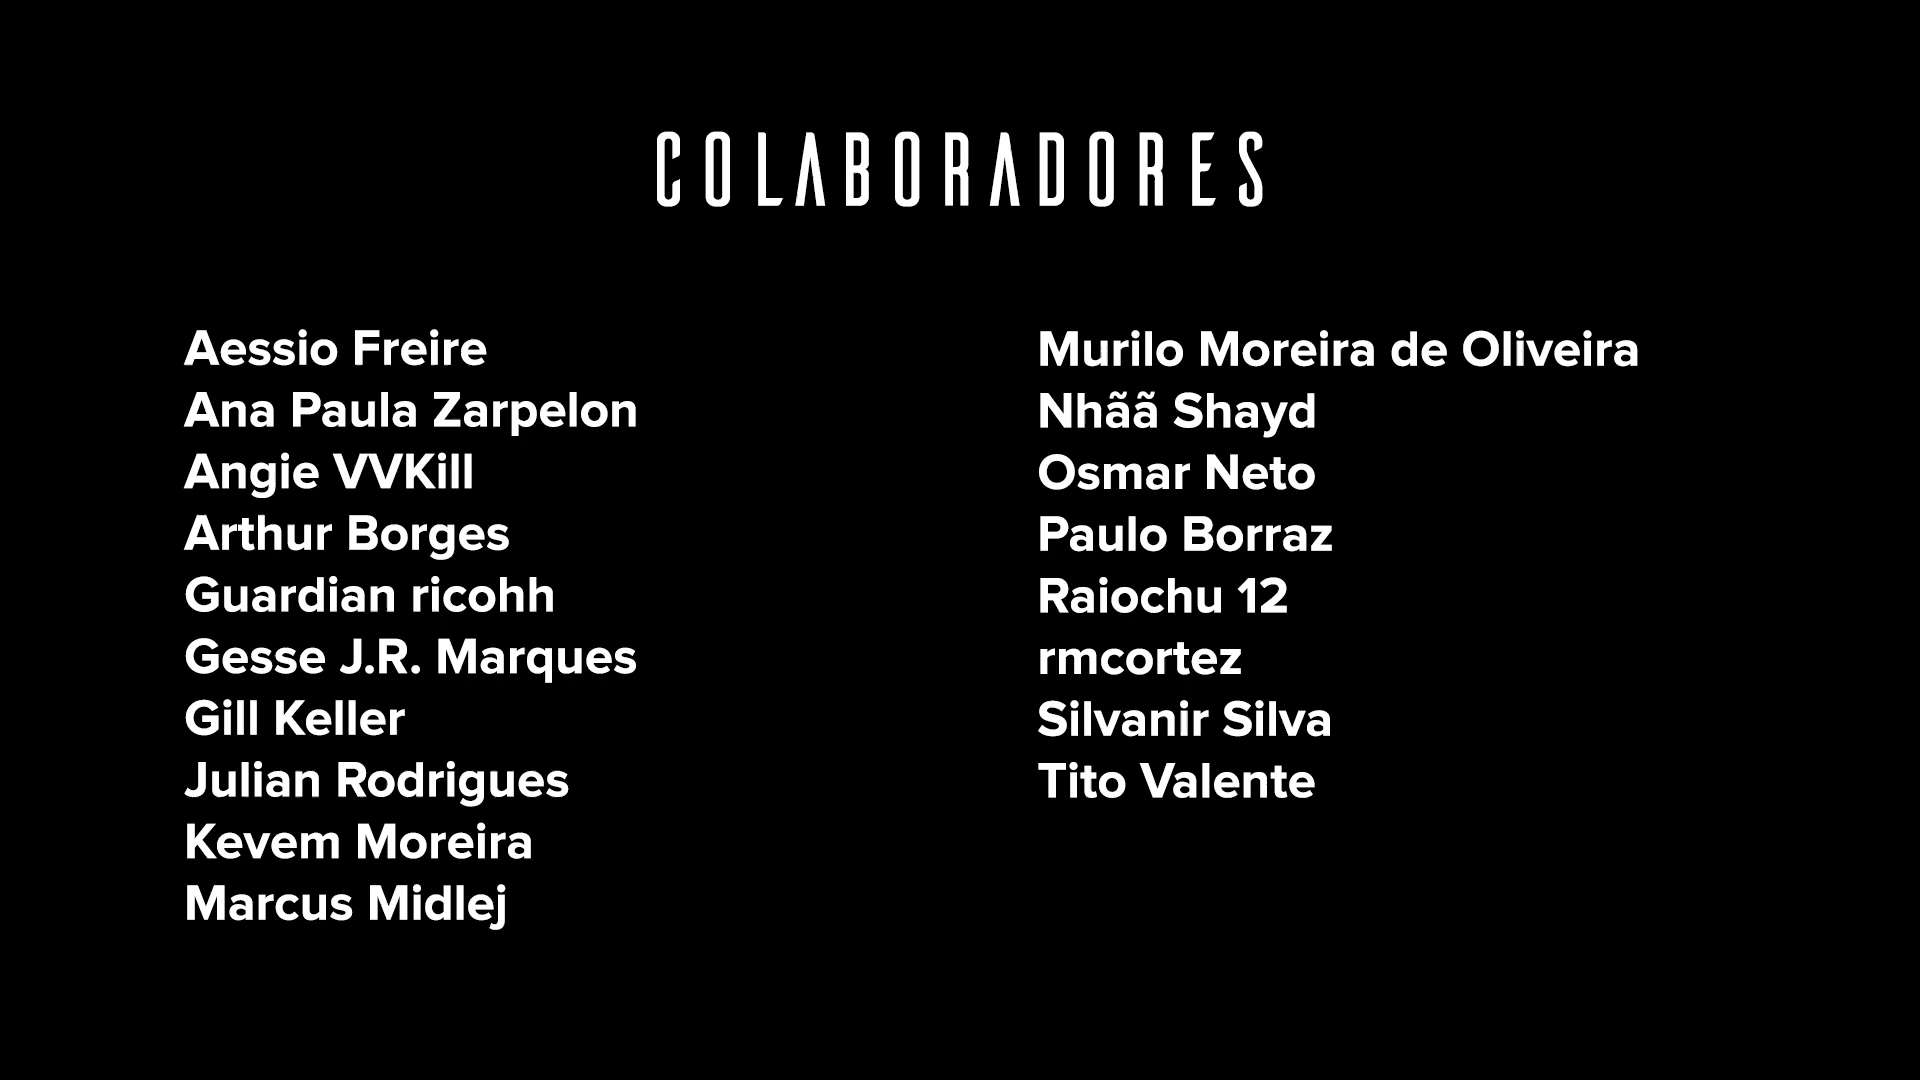 COLABORADORES
Aessio Freire
Ana Paula Zarpelon
Angie VVKill
Arthur Borges
Guardian ricohh
Gesse J.R. Marques
Gill Keller
Julian Rodrigues
Kevem Moreira
Marcus Midlej
Murilo Moreira de Oliveira
Nhãã Shayd
Osmar Neto
Paulo Borraz
Raiochu 12
rmcortez
Silvanir Silva
Tito Valente